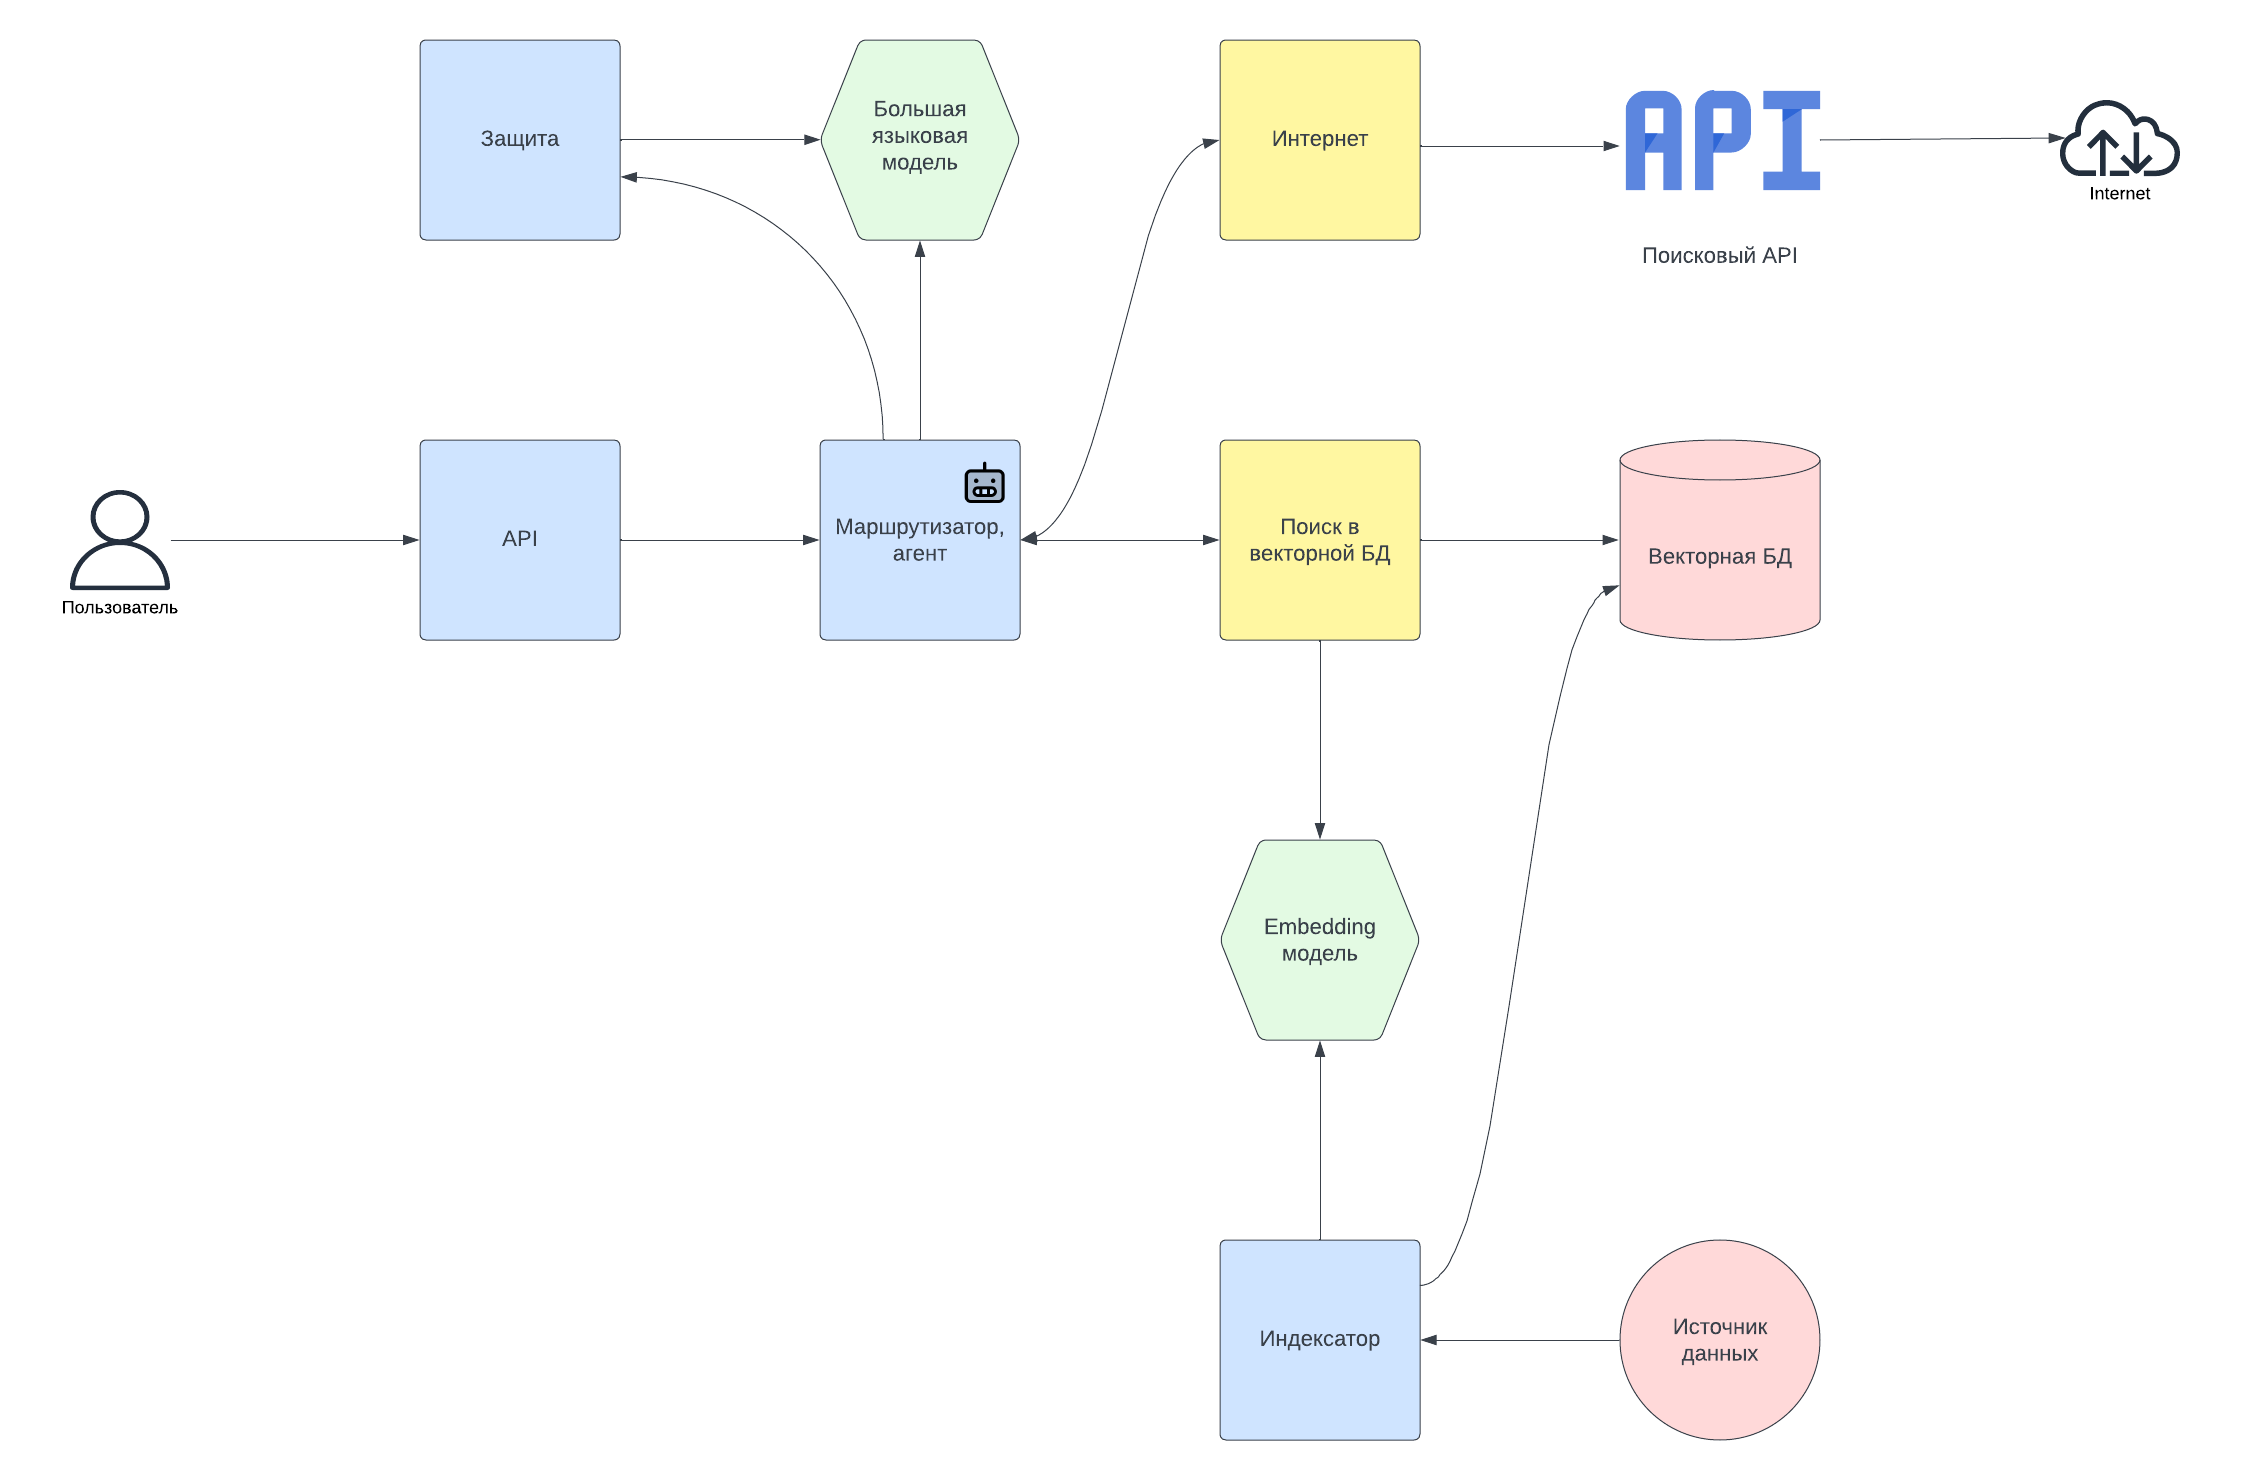 Защита
Большая
языковая
модель
Интернет
API
Internet
Поисковый API
Пользователь
API
Маршрутизатор,
агент
Поиск в
векторной БД
Векторная БД
Embedding
модель
Индексатор
Источник
данных